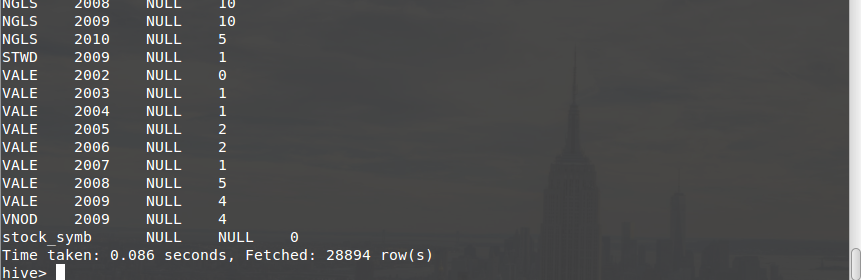 NGLS 2008 NULL 10
NGLS 2009 NULL 10
NGLS 2010 NULL 5
STWD 2009 NULL 1
VALE 2002 NULL 0
VALE 2003 NULL 1
VALE 2004 NULL 1
VALE 2005 NULL 2
VALE 2006 NULL 2
VALE 2007 NULL 1
VALE 2008 NULL 5
VALE 2009 NULL 4
VNOD 2009 NULL 4
stock_symb NULL NULL 0
Time taken: 0.086 seconds, Fetched: 28894 row(s)
hive>